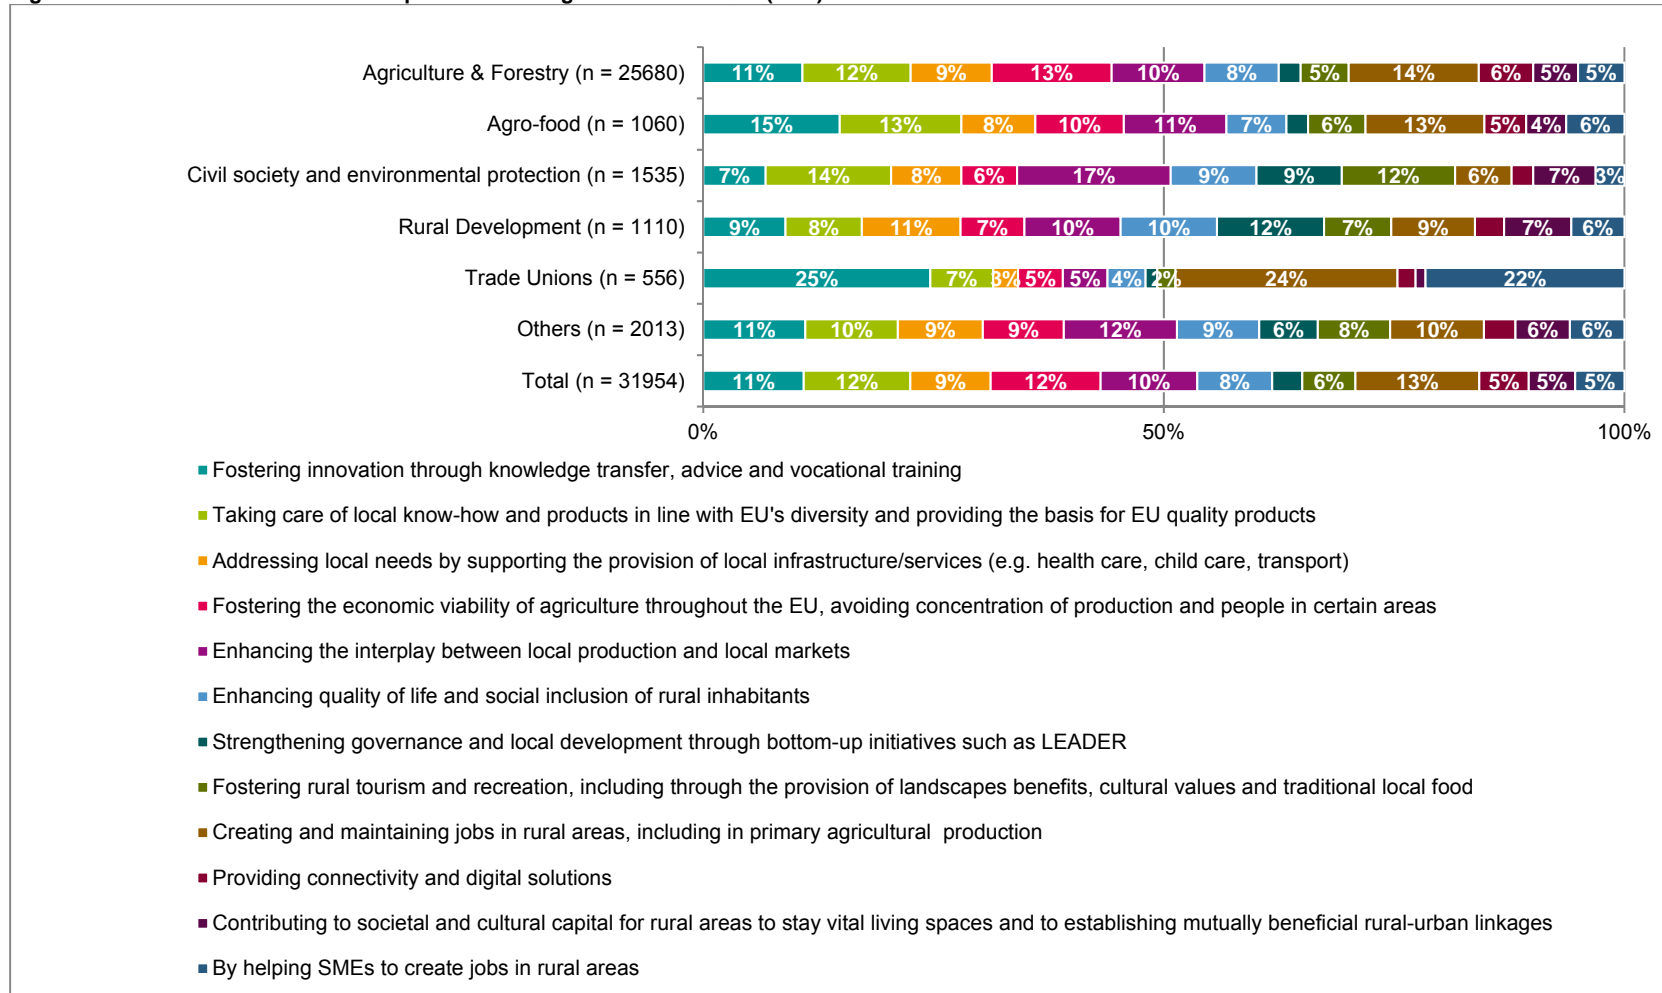 Agriculture & Forestry (n = 25680) 11% 12% 9% 13% 10% 8% 5% 14% 6% 5% 5%
Agro-food (n = 1060) 15% 13% 8% 10% 11% 7% 6% 13% 5% 4% 6%
Civil society and environmental protection (n = 1535) 7% 14% 8% 6% 17% 9% 9% 12% 6% 7% 3%
Rural Development (n = 1110) 9% 8% 11% 7% 10% 10% 12% 7% 9% 7% 6%
Trade Unions (n = 556) 25% 7% 3% 5% 5% 4% 2% 24% 22%
Others (n = 2013) 11% 10% 9% 9% 12% 9% 6% 8% 10% 6% 6%
Total (n = 31954) 11% 12% 9% 12% 10% 8% 6% 13% 5% 5% 5%
0% 50% 100%
Fostering innovation through knowledge transfer, advice and vocational training
Taking care of local know-how and products in line with EU's diversity and providing the basis for EU quality products
Addressing local needs by supporting the provision of local infrastructure/services (e.g. health care, child care, transport)
Fostering the economic viability of agriculture throughout the EU, avoiding concentration of production and people in certain areas
Enhancing the interplay between local production and local markets
Enhancing quality of life and social inclusion of rural inhabitants
Strengthening governance and local development through bottom-up initiatives such as LEADER
Fostering rural tourism and recreation, including through the provision of landscapes benefits, cultural values and traditional local food
Creating and maintaining jobs in rural areas, including in primary agricultural  production
Providing connectivity and digital solutions
Contributing to societal and cultural capital for rural areas to stay vital living spaces and to establishing mutually beneficial rural-urban linkages
By helping SMEs to create jobs in rural areas